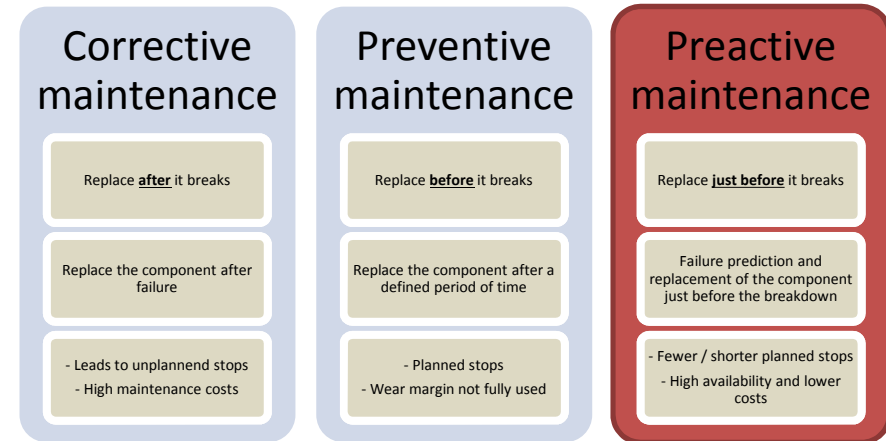 Corrective
maintenance
Replace after it breaks
Replace the component after
failure
- Leads to unplannend stops
- High maintenance costs
Preventive
maintenance
Replace before it breaks
Replace the component after a
defined period of time
- Planned stops
- Wear margin not fully used
Preactive
maintenance
Replace just before it breaks
Failure prediction and
replacement of the component
just before the breakdown
- Fewer / shorter planned stops
- High availability and lower
costs